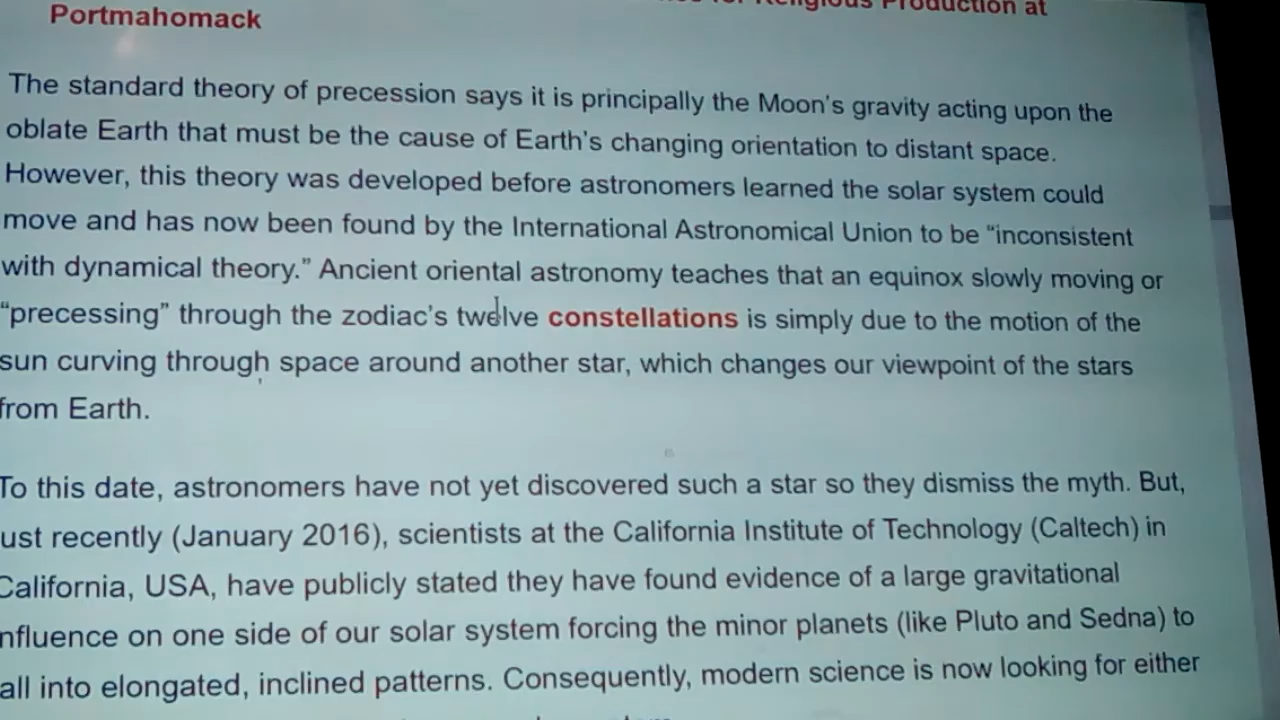 Religious Production at
Portmahomack
The standard theory of precession says it is principally the Moon's gravity acting upon the
oblate Earth that must be the cause of Earth's changing orientation to distant space.
However, this theory was developed before astronomers learned the solar system could
move and has now been found by the International Astronomical Union to be “inconsistent
with dynamical theory.” Ancient oriental astronomy teaches that an equinox slowly moving or
“precessing” through the zodiac's twelve constellations is simply due to the motion of the
sun curving through space around another star, which changes our viewpoint of the stars
from Earth.
To this date, astronomers have not yet discovered such a star so they dismiss the myth. But,
ust recently (January 2016), scientists at the California Institute of Technology (Caltech) in
California, USA, have publicly stated they have found evidence of a large gravitational
nfluence on one side of our solar system forcing the minor planets (like Pluto and Sedna) to
all into elongated, inclined patterns. Consequently, modern science is now looking for either